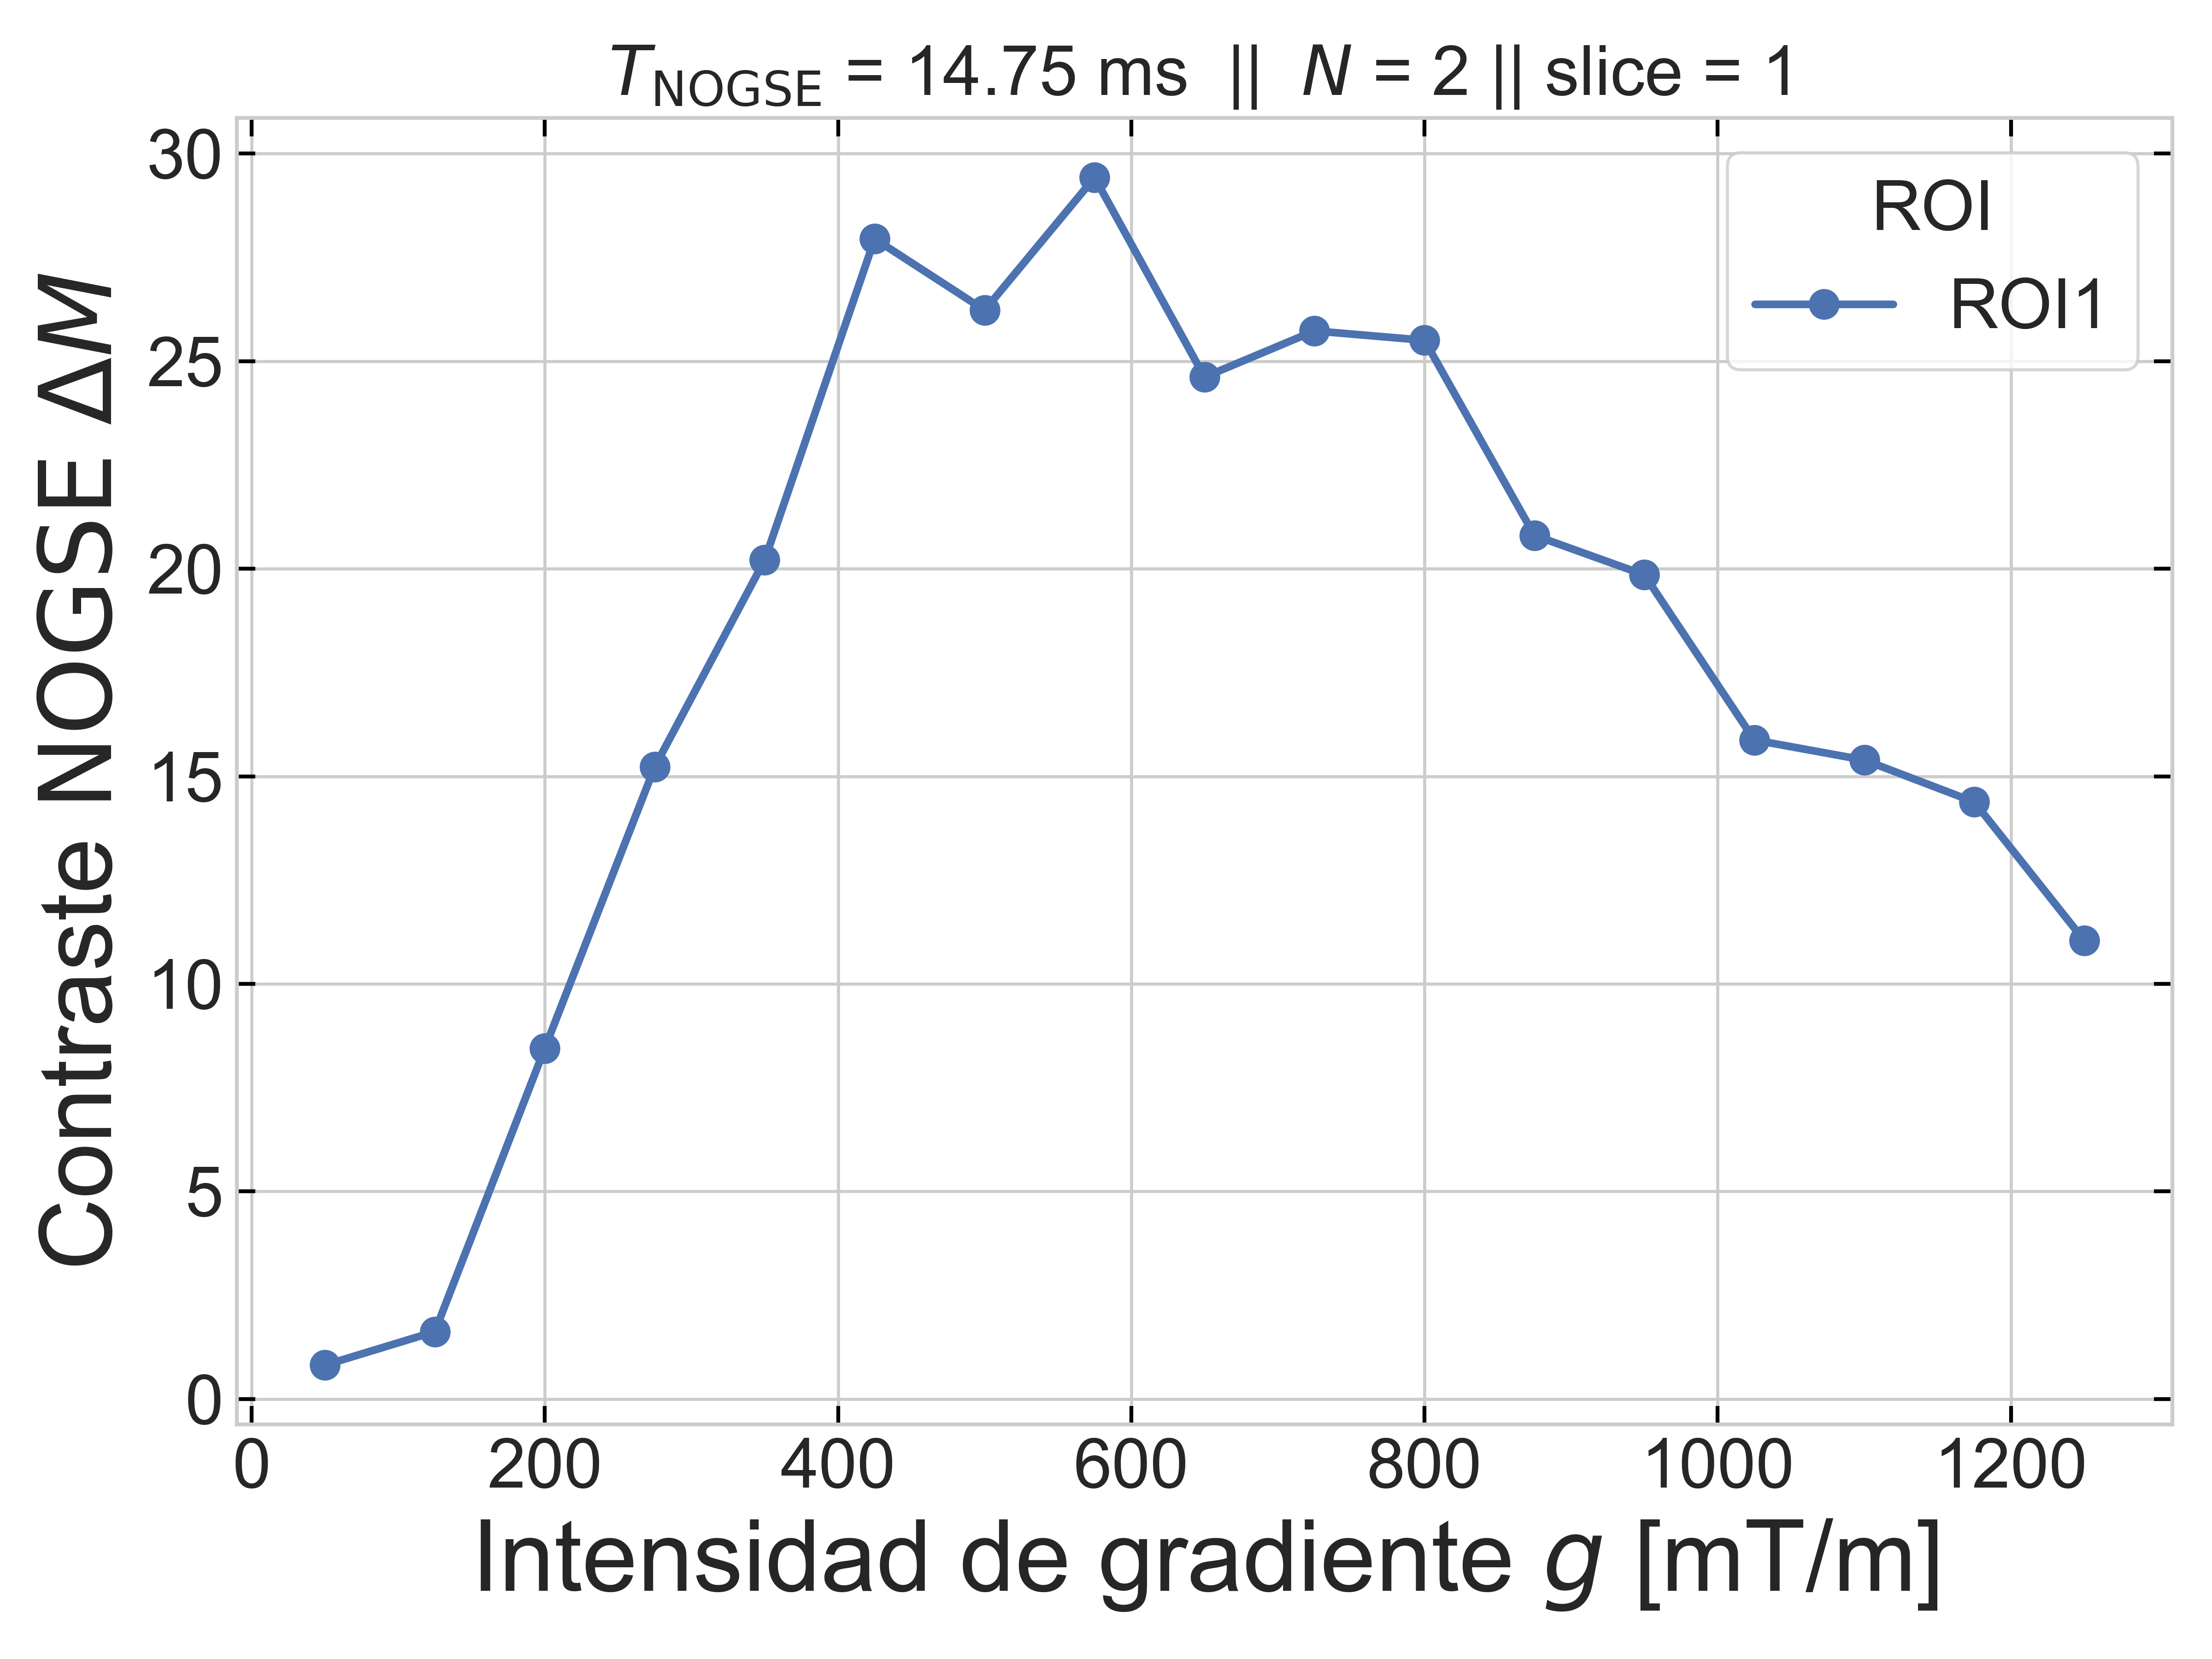 T_NOGSE = 14.75 ms || N = 2 || slice = 1
Contraste NOGSE ΔM
30
25
20
15
10
5
0
ROI
ROI1
0 200 400 600 800 1000 1200
Intensidad de gradiente g [mT/m]